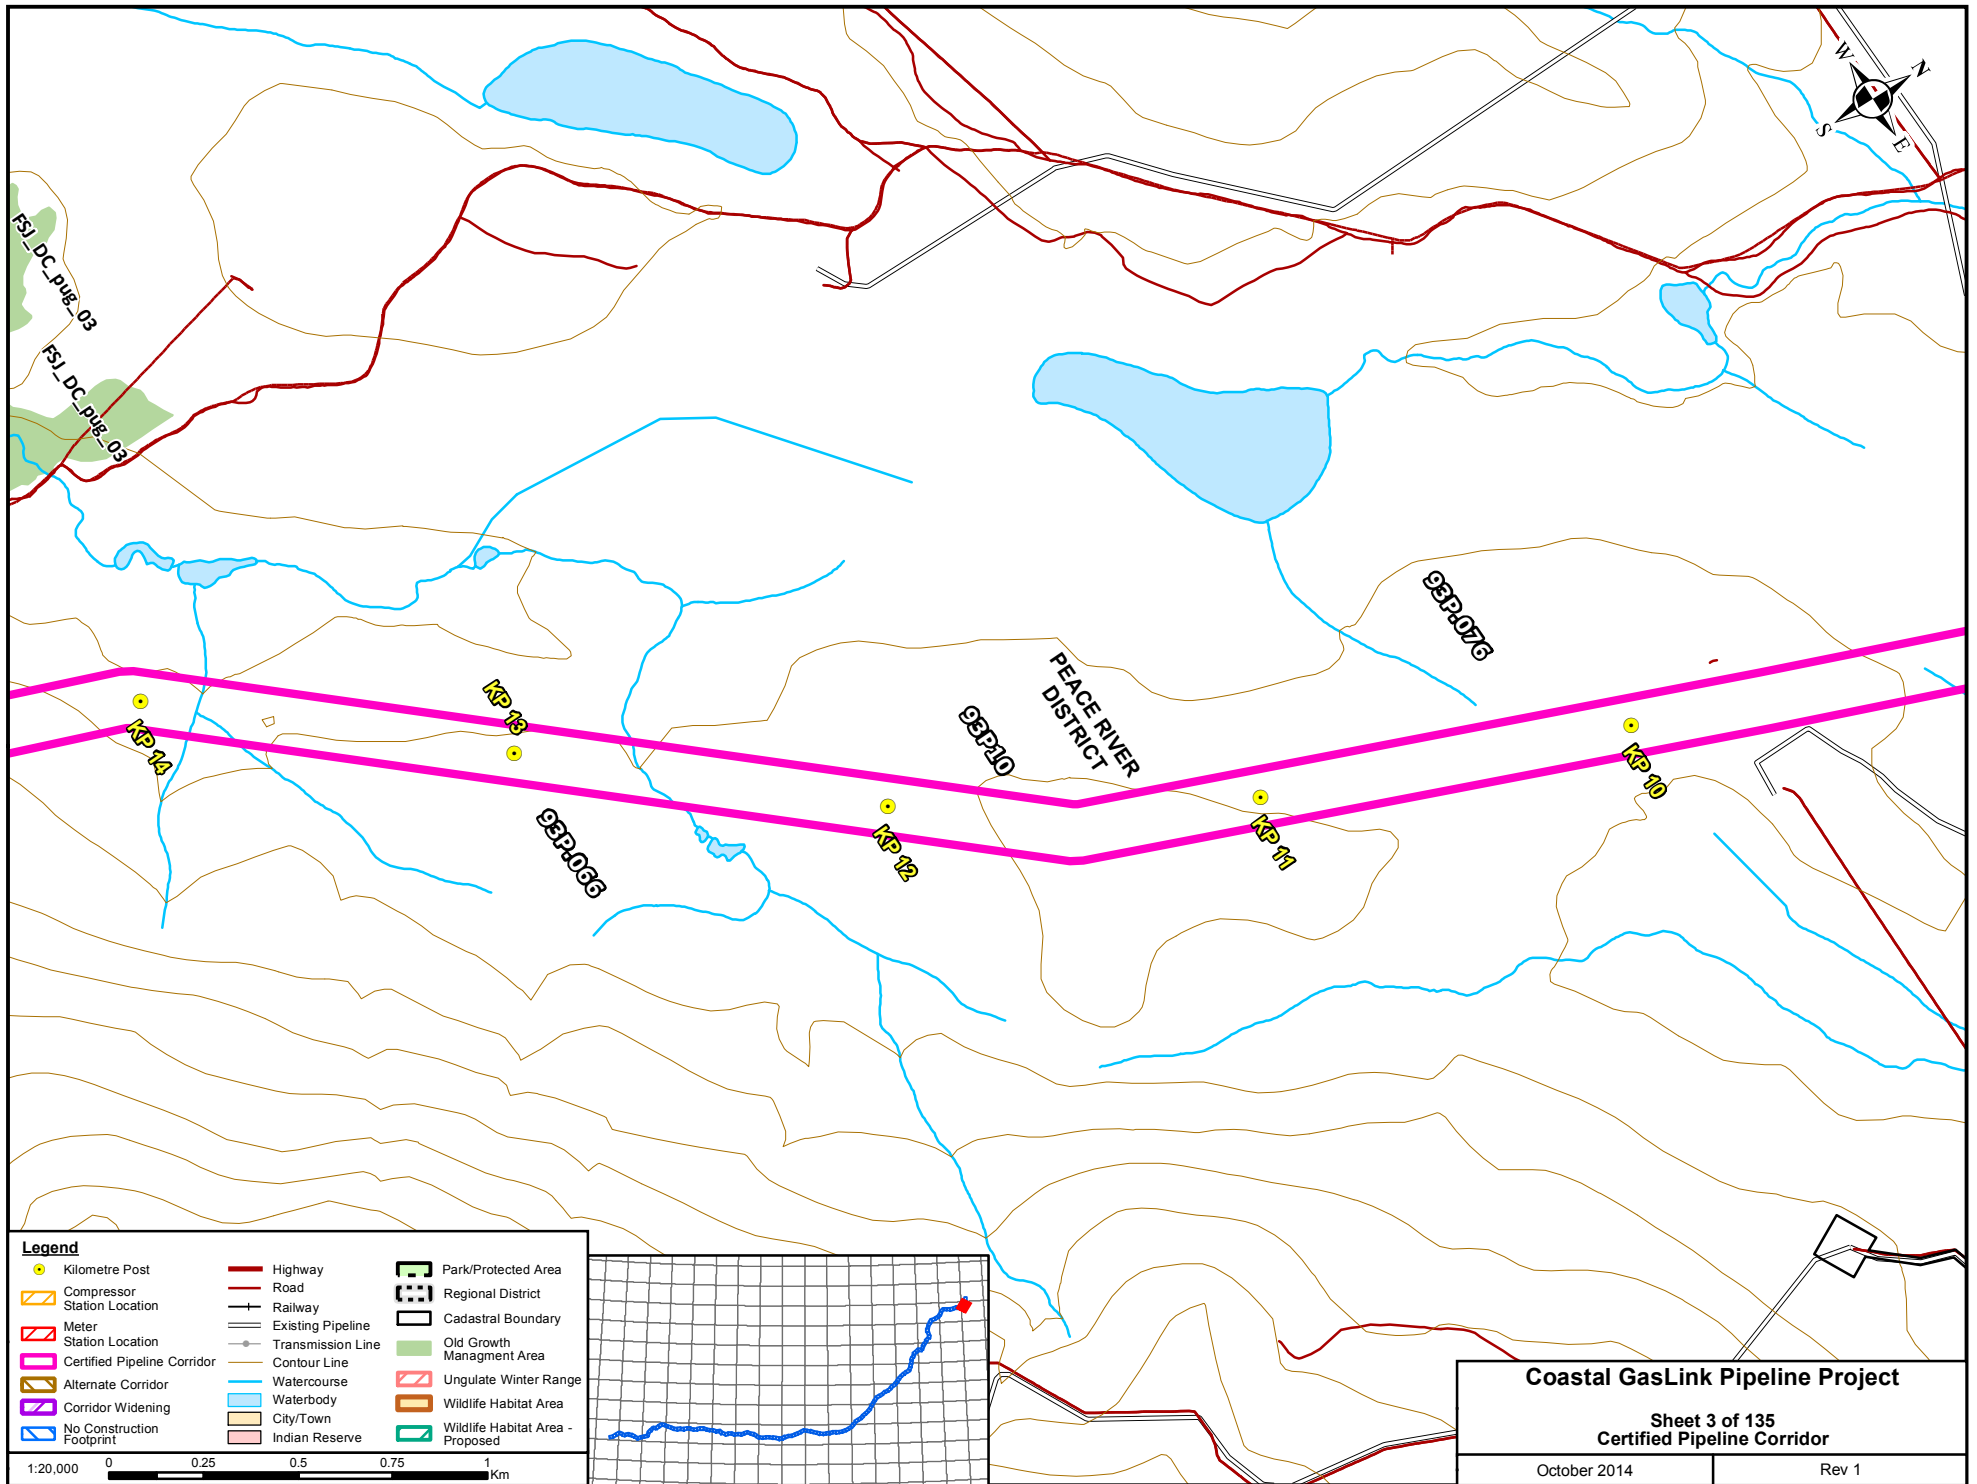 W
N
S
E
FSJ_DC_pug_03
FSJ_DC_pug_03
93P.076
PEACE RIVER
DISTRICT
93P10
KP 13
KP 14
KP 10
KP 11
KP 12
93P.066
Legend
Kilometre Post
Compressor
Station Location
Meter
Station Location
Certified Pipeline Corridor
Alternate Corridor
Corridor Widening
No Construction
Footprint
Highway
Road
Railway
Existing Pipeline
Transmission Line
Contour Line
Watercourse
Waterbody
City/Town
Indian Reserve
Park/Protected Area
Regional District
Cadastral Boundary
Old Growth
Managment Area
Ungulate Winter Range
Wildlife Habitat Area
Wildlife Habitat Area -
Proposed
1:20,000
0 0.25 0.5 0.75 1
Km
Coastal GasLink Pipeline Project
Sheet 3 of 135
Certified Pipeline Corridor
October 2014
Rev 1